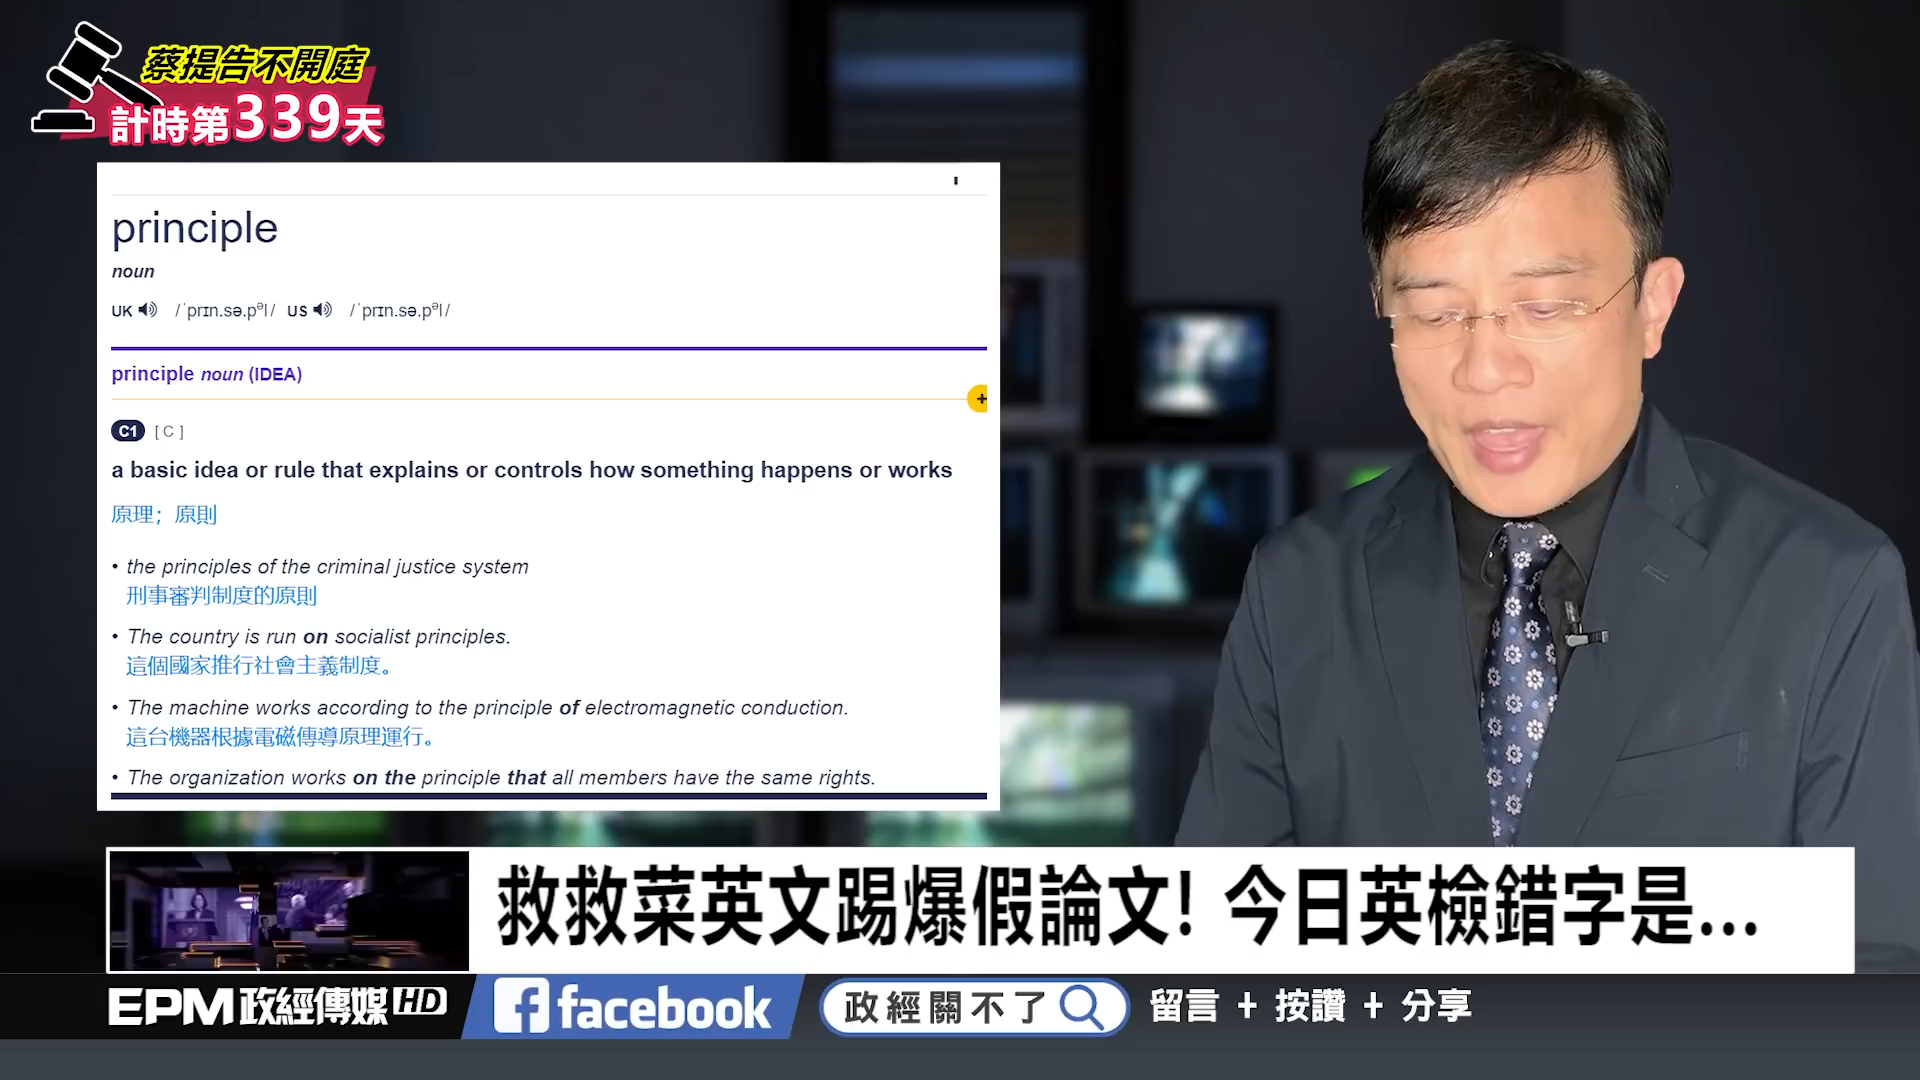 蔡提告不開庭
計時第339天
principle
noun
UK /ˈprɪn.sə.pᵊl/ US /ˈprɪn.sə.pᵊl/
principle noun (IDEA)
+
C1 [ C ]
a basic idea or rule that explains or controls how something happens or works
原理；原則
• the principles of the criminal justice system
刑事審判制度的原則
• The country is run on socialist principles.
這個國家推行社會主義制度。
• The machine works according to the principle of electromagnetic conduction.
這台機器根據電磁傳導原理運行。
• The organization works on the principle that all members have the same rights.
救救菜英文踢爆假論文! 今日英檢錯字是...
EPM政經傳媒HD facebook 政經關不了 留言 + 按讚 + 分享